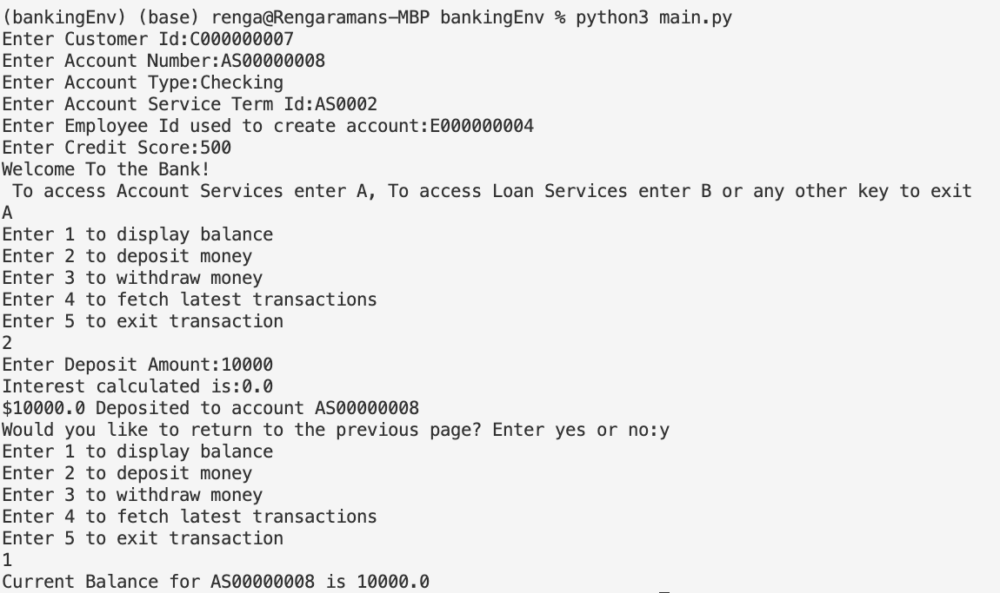 (bankingEnv) (base) renga@Rengaramans-MBP bankingEnv % python3 main.py
Enter Customer Id:C000000007
Enter Account Number:AS00000008
Enter Account Type:Checking
Enter Account Service Term Id:AS0002
Enter Employee Id used to create account:E000000004
Enter Credit Score:500
Welcome To the Bank!
 To access Account Services enter A, To access Loan Services enter B or any other key to exit
A
Enter 1 to display balance
Enter 2 to deposit money
Enter 3 to withdraw money
Enter 4 to fetch latest transactions
Enter 5 to exit transaction
2
Enter Deposit Amount:10000
Interest calculated is:0.0
$10000.0 Deposited to account AS00000008
Would you like to return to the previous page? Enter yes or no:y
Enter 1 to display balance
Enter 2 to deposit money
Enter 3 to withdraw money
Enter 4 to fetch latest transactions
Enter 5 to exit transaction
1
Current Balance for AS00000008 is 10000.0